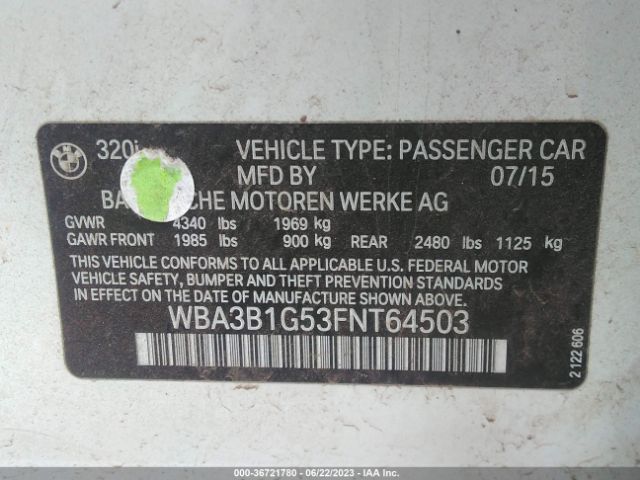 BMW
320i VEHICLE TYPE: PASSENGER CAR
MFD BY 07/15
MOTOREN WERKE AG
GVWR 4340 lbs 1969 kg
GAWR FRONT 1985 lbs 900 kg REAR 2480 lbs 1125 kg
THIS VEHICLE CONFORMS TO ALL APPLICABLE U.S. FEDERAL MOTOR
VEHICLE SAFETY, BUMPER AND THEFT PREVENTION STANDARDS
IN EFFECT ON THE DATE OF MANUFACTURE SHOWN ABOVE.
WBA3B1G53FNT64503
2 122 606
000-36721780 - 06/22/2023 - IAA Inc.